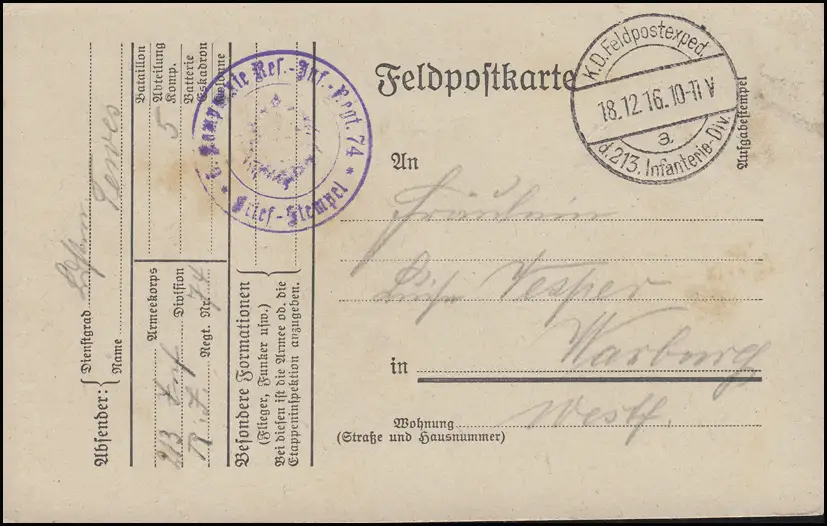 Feldpostkarte
K.D. Feldpostexped.
18.12.16.10-11 V
a.
d. 213. Infanterie-Div.
Aufgabestempel
Res.-Inf.-Regt. 74
Brief-Stempel
An
Fräulein
Vesper
in Warburg
Westf.
Wohnung
(Straße und Hausnummer)
Absender:
Dienstgrad
Name
Bataillon
Abteilung
Komp. 5
Batterie
Eskadron
Kolonne
Armeekorps
213 Inf Division
R. I. Regt. Nr. 74
Besondere Formationen
(Flieger, Funker usw.)
Bei diesen ist die Armee od. die
Etappeninspektion anzugeben.